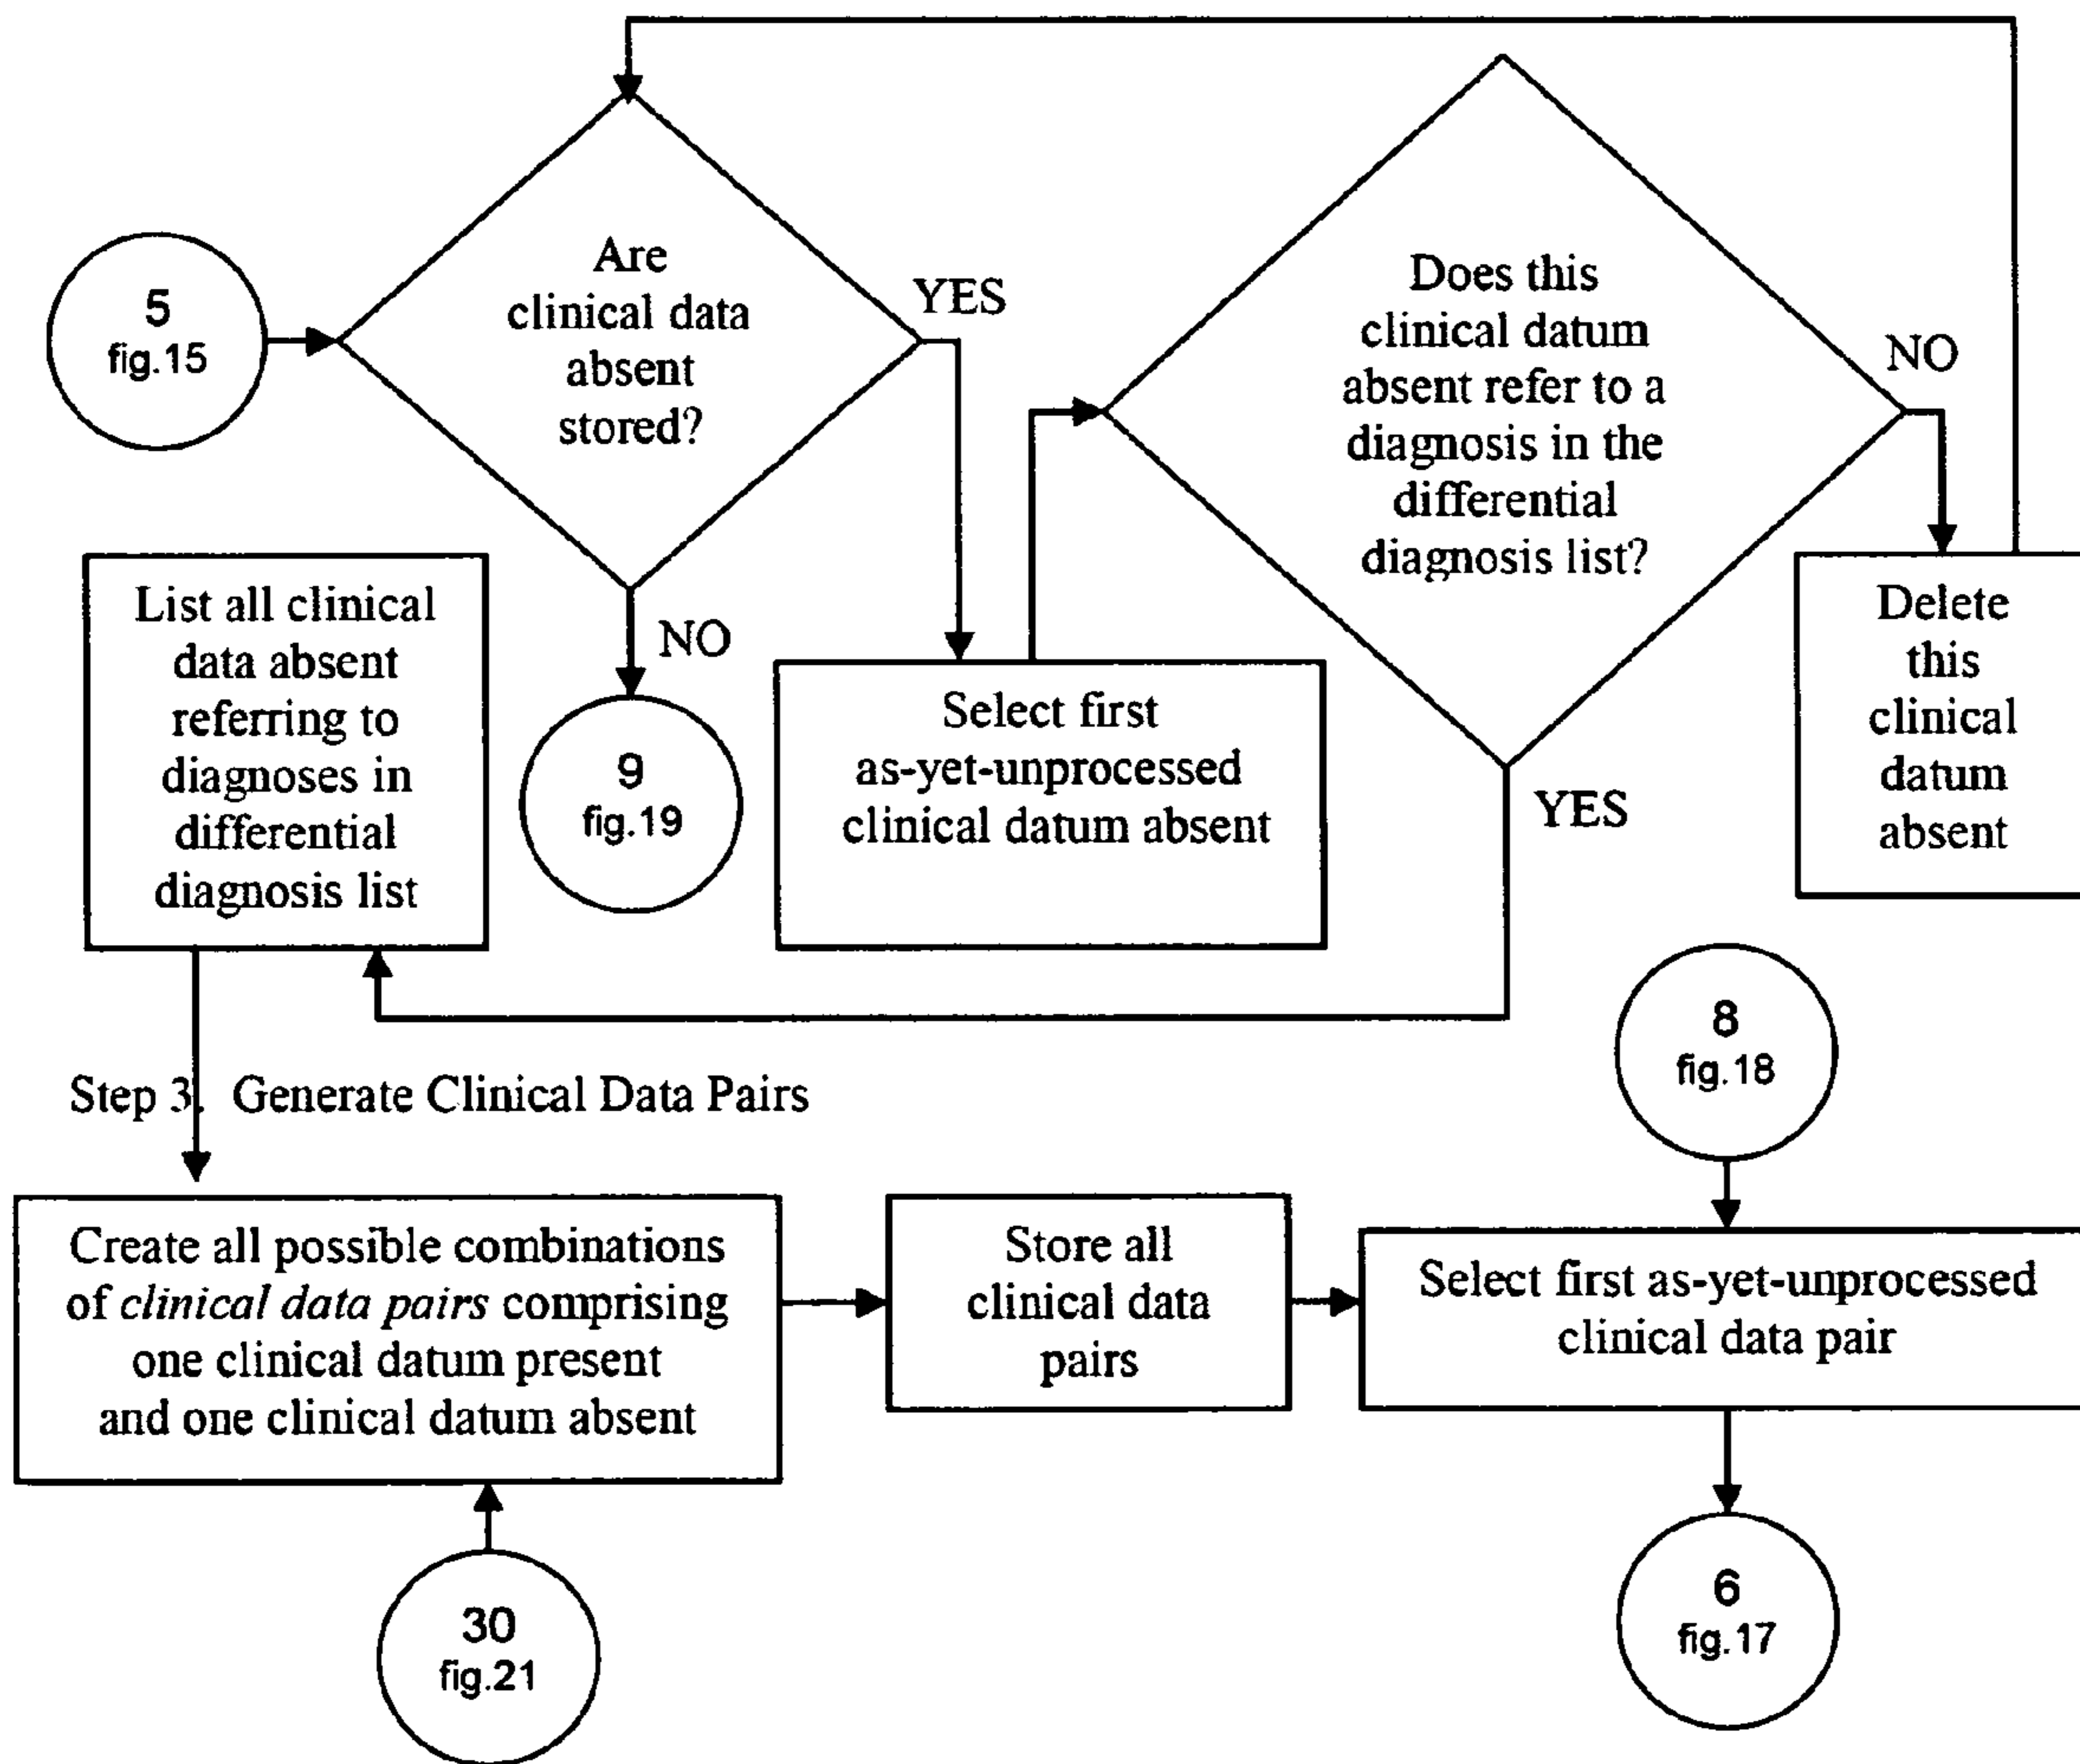 5
fig.15
Are
clinical data
absent
stored?
YES
NO
Does this
clinical datum
absent refer to a
diagnosis in the
differential
diagnosis list?
NO
YES
List all clinical
data absent
referring to
diagnoses in
differential
diagnosis list
9
fig.19
Select first
as-yet-unprocessed
clinical datum absent
Delete
this
clinical
datum
absent
8
fig.18
Step 3. Generate Clinical Data Pairs
Create all possible combinations
of clinical data pairs comprising
one clinical datum present
and one clinical datum absent
Store all
clinical data
pairs
Select first as-yet-unprocessed
clinical data pair
30
fig.21
6
fig.17